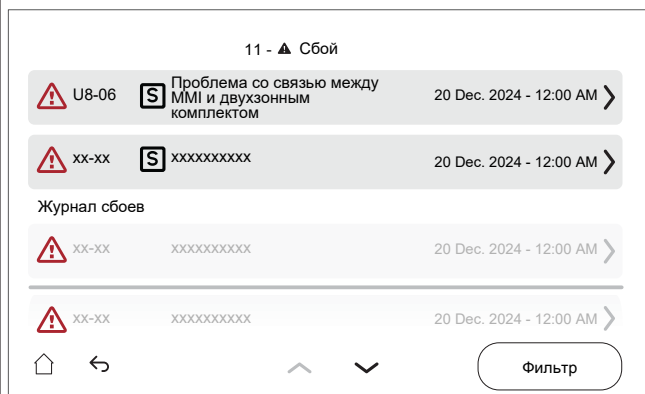 11 - ⚠ Сбой
U8-06 S Проблема со связью между
MMI и двухзонным
комплектом
20 Dec. 2024 - 12:00 AM
xx-xx S xxxxxxxxxx 20 Dec. 2024 - 12:00 AM
Журнал сбоев
xx-xx xxxxxxxxxx 20 Dec. 2024 - 12:00 AM
xx-xx xxxxxxxxxx 20 Dec. 2024 - 12:00 AM
Фильтр